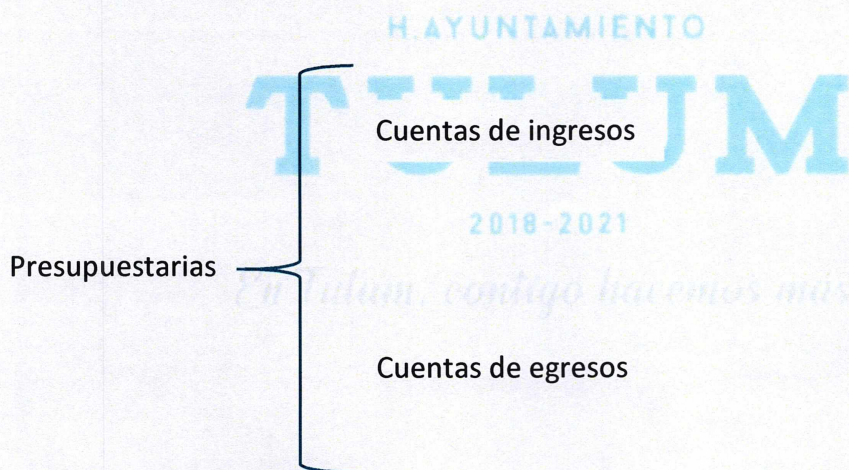 H. AYUNTAMIENTO
TULUM
Cuentas de ingresos
2018-2021
Presupuestarias
En Tulum, contigo hacemos más
Cuentas de egresos